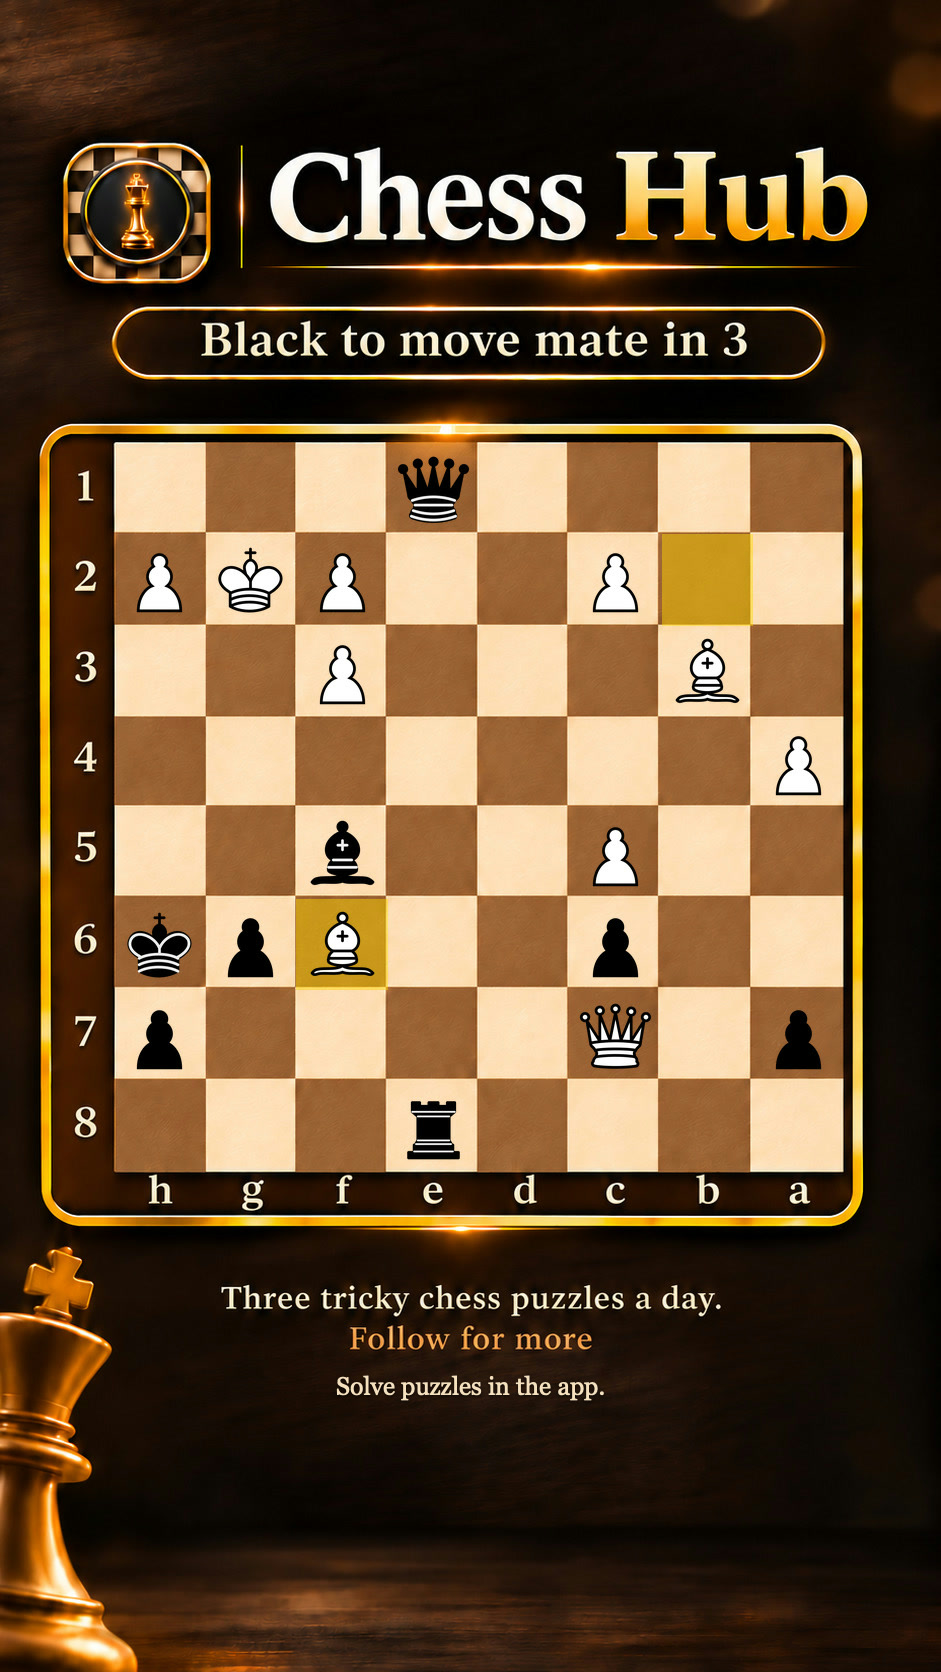 Chess Hub
Black to move mate in 3
1
2
3
4
5
6
7
8
h g f e d c b a
Three tricky chess puzzles a day.
Follow for more
Solve puzzles in the app.